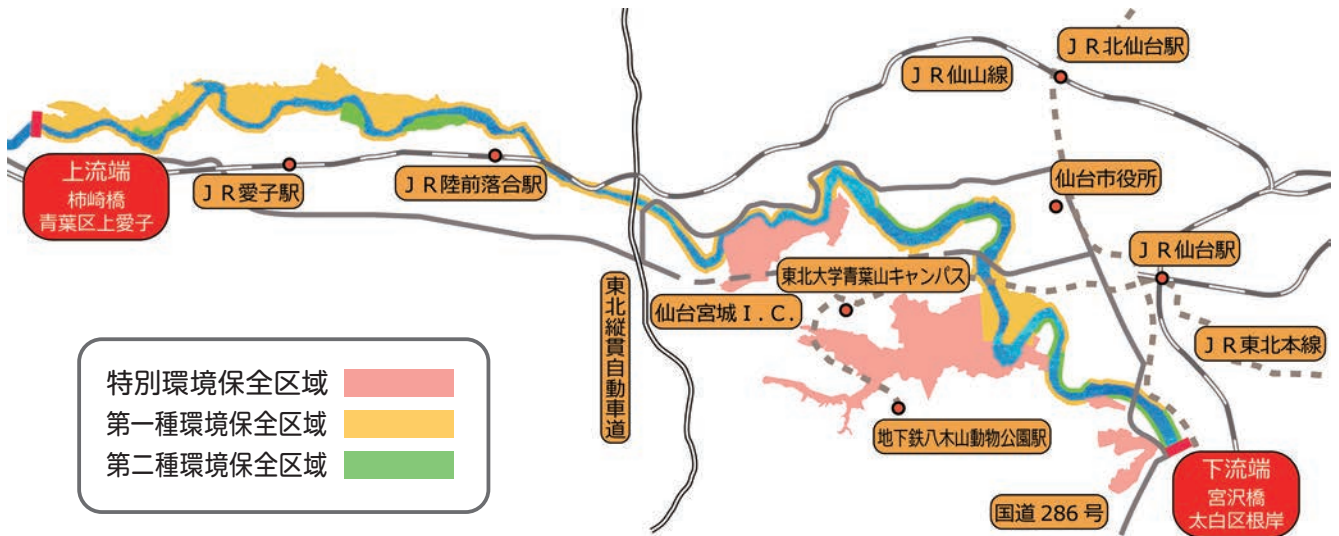 JR北仙台駅
JR仙山線
上流端
柿崎橋
青葉区上愛子
JR愛子駅
JR陸前落合駅
仙台市役所
JR仙台駅
東北大学青葉山キャンパス
仙台宮城I.C.
東北縦貫自動車道
JR東北本線
特別環境保全区域
第一種環境保全区域
第二種環境保全区域
地下鉄八木山動物公園駅
国道286号
下流端
宮沢橋
太白区根岸